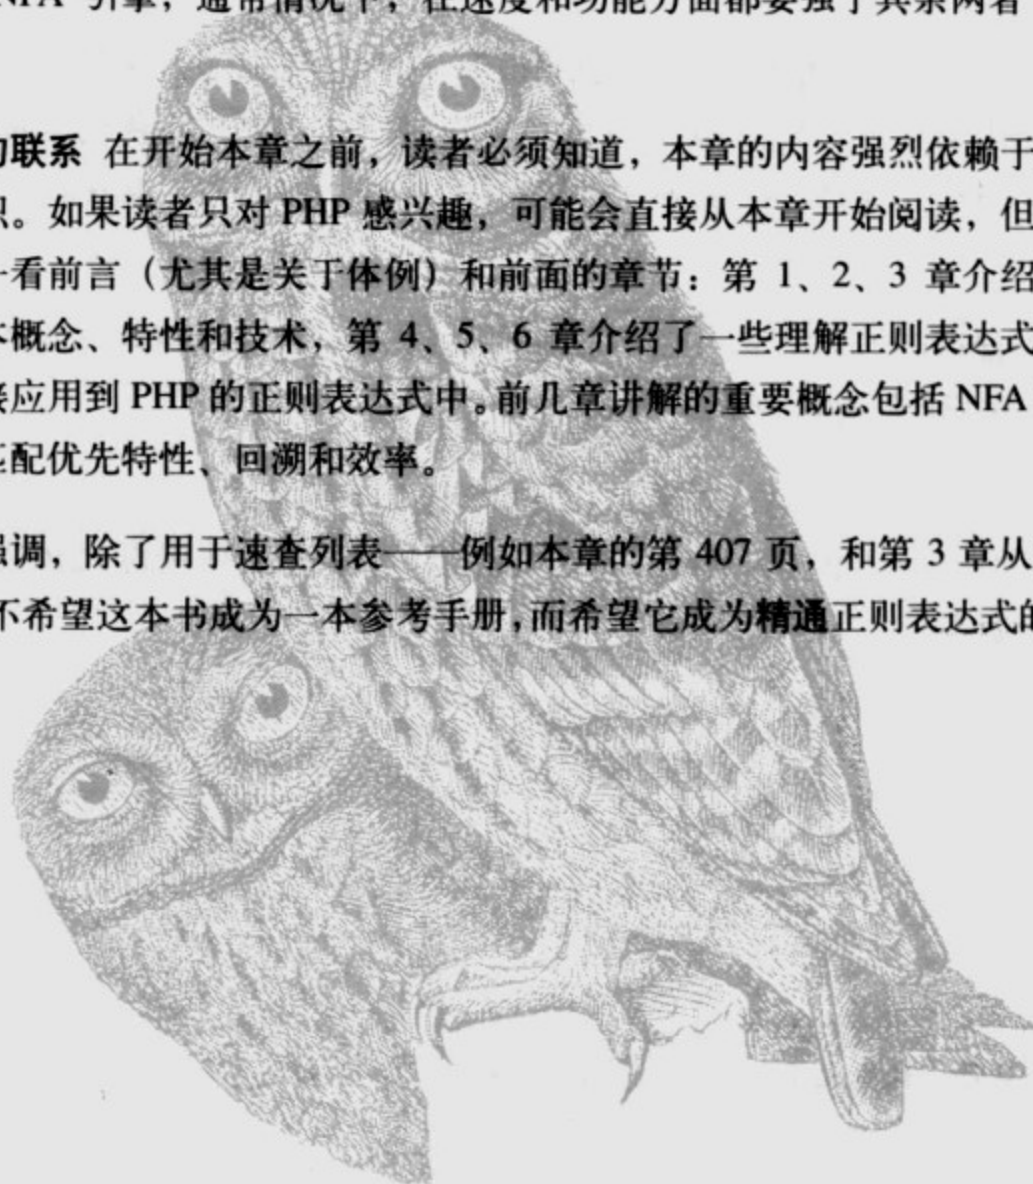 NFA 引擎，通常情况下，在速度和功能方面都要强于其余两者
的联系 在开始本章之前，读者必须知道，本章的内容强烈依赖于
识。如果读者只对 PHP 感兴趣，可能会直接从本章开始阅读，但
一看前言（尤其是关于体例）和前面的章节：第 1、2、3 章介绍
本概念、特性和技术，第 4、5、6 章介绍了一些理解正则表达式
接应用到 PHP 的正则表达式中。前几章讲解的重要概念包括 NFA
匹配优先特性、回溯和效率。
强调，除了用于速查列表——例如本章的第 407 页，和第 3 章从
不希望这本书成为一本参考手册，而希望它成为精通正则表达式的